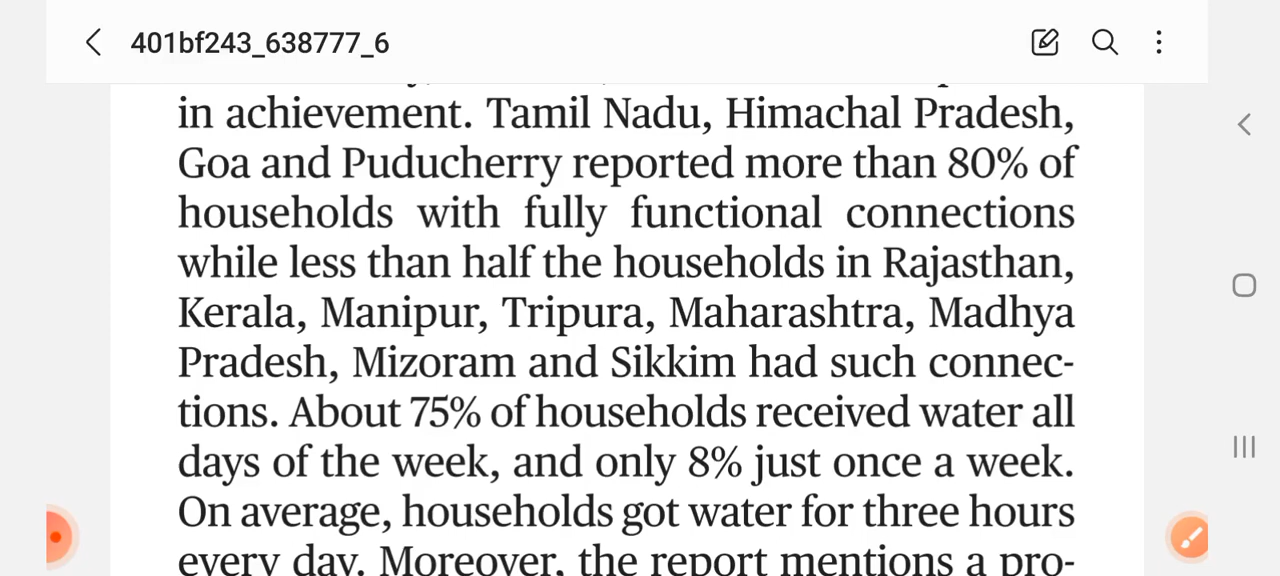 401bf243_638777_6
in achievement. Tamil Nadu, Himachal Pradesh,
Goa and Puducherry reported more than 80% of
households with fully functional connections
while less than half the households in Rajasthan,
Kerala, Manipur, Tripura, Maharashtra, Madhya
Pradesh, Mizoram and Sikkim had such connec-
tions. About 75% of households received water all
days of the week, and only 8% just once a week.
On average, households got water for three hours
every day. Moreover, the report mentions a pro-